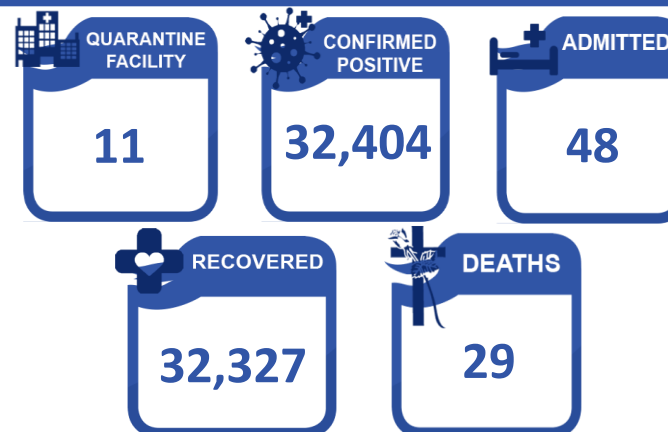 QUARANTINE
FACILITY
11
CONFIRMED
POSITIVE
32,404
ADMITTED
48
RECOVERED
32,327
DEATHS
29